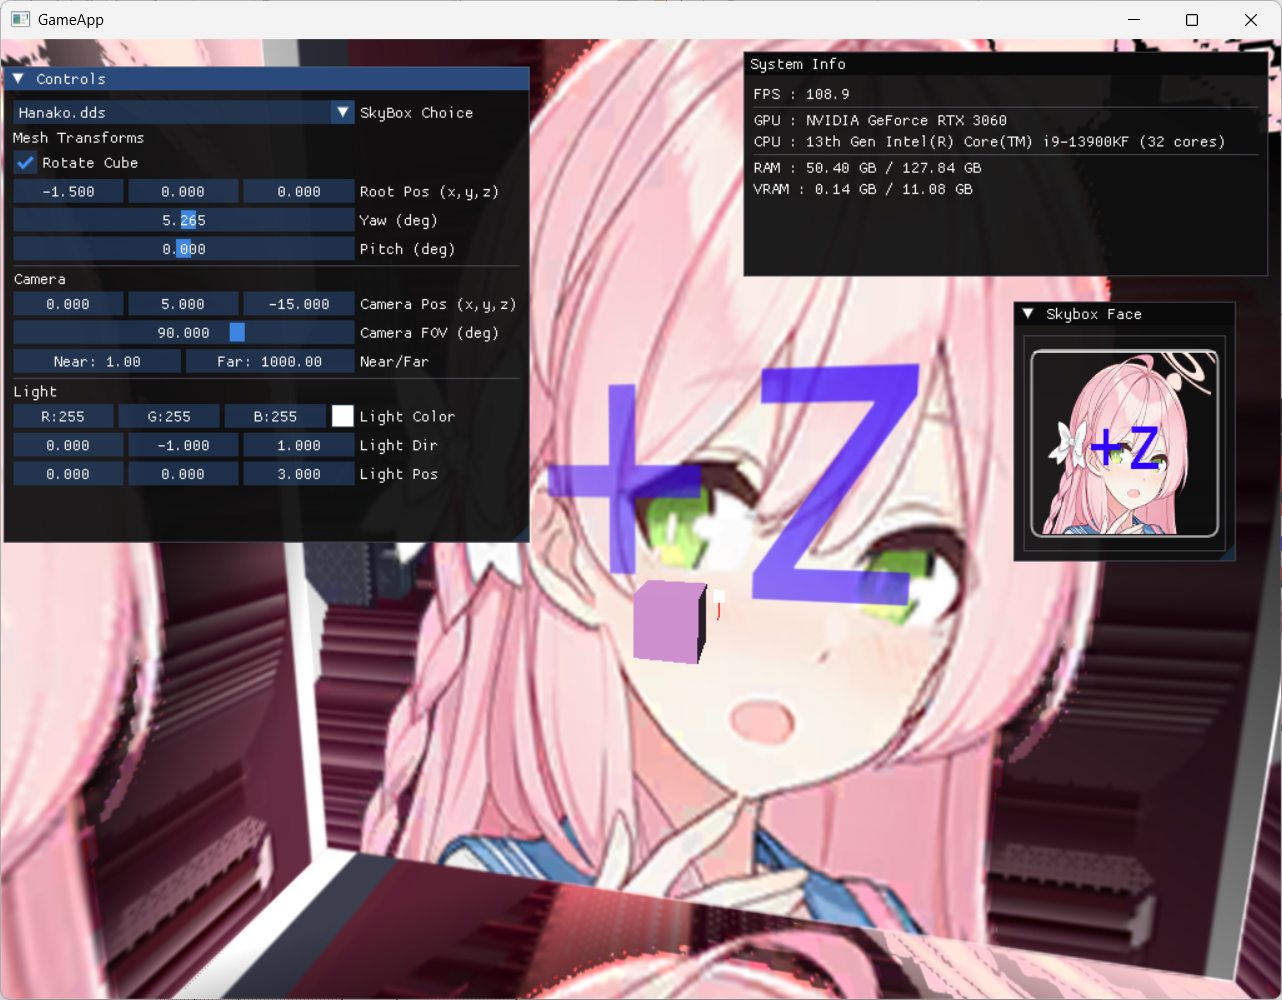 GameApp
Controls
Hanako.dds SkyBox Choice
Mesh Transforms
Rotate Cube
-1.500 0.000 0.000 Root Pos (x,y,z)
5.265 Yaw (deg)
0.000 Pitch (deg)
Camera
0.000 5.000 -15.000 Camera Pos (x,y,z)
90.000 Camera FOV (deg)
Near: 1.00 Far: 1000.00 Near/Far
Light
R:255 G:255 B:255 Light Color
0.000 -1.000 1.000 Light Dir
0.000 0.000 3.000 Light Pos
System Info
FPS : 108.9
GPU : NVIDIA GeForce RTX 3060
CPU : 13th Gen Intel(R) Core(TM) i9-13900KF (32 cores)
RAM : 50.40 GB / 127.84 GB
VRAM : 0.14 GB / 11.08 GB
Skybox Face
+Z
+Z